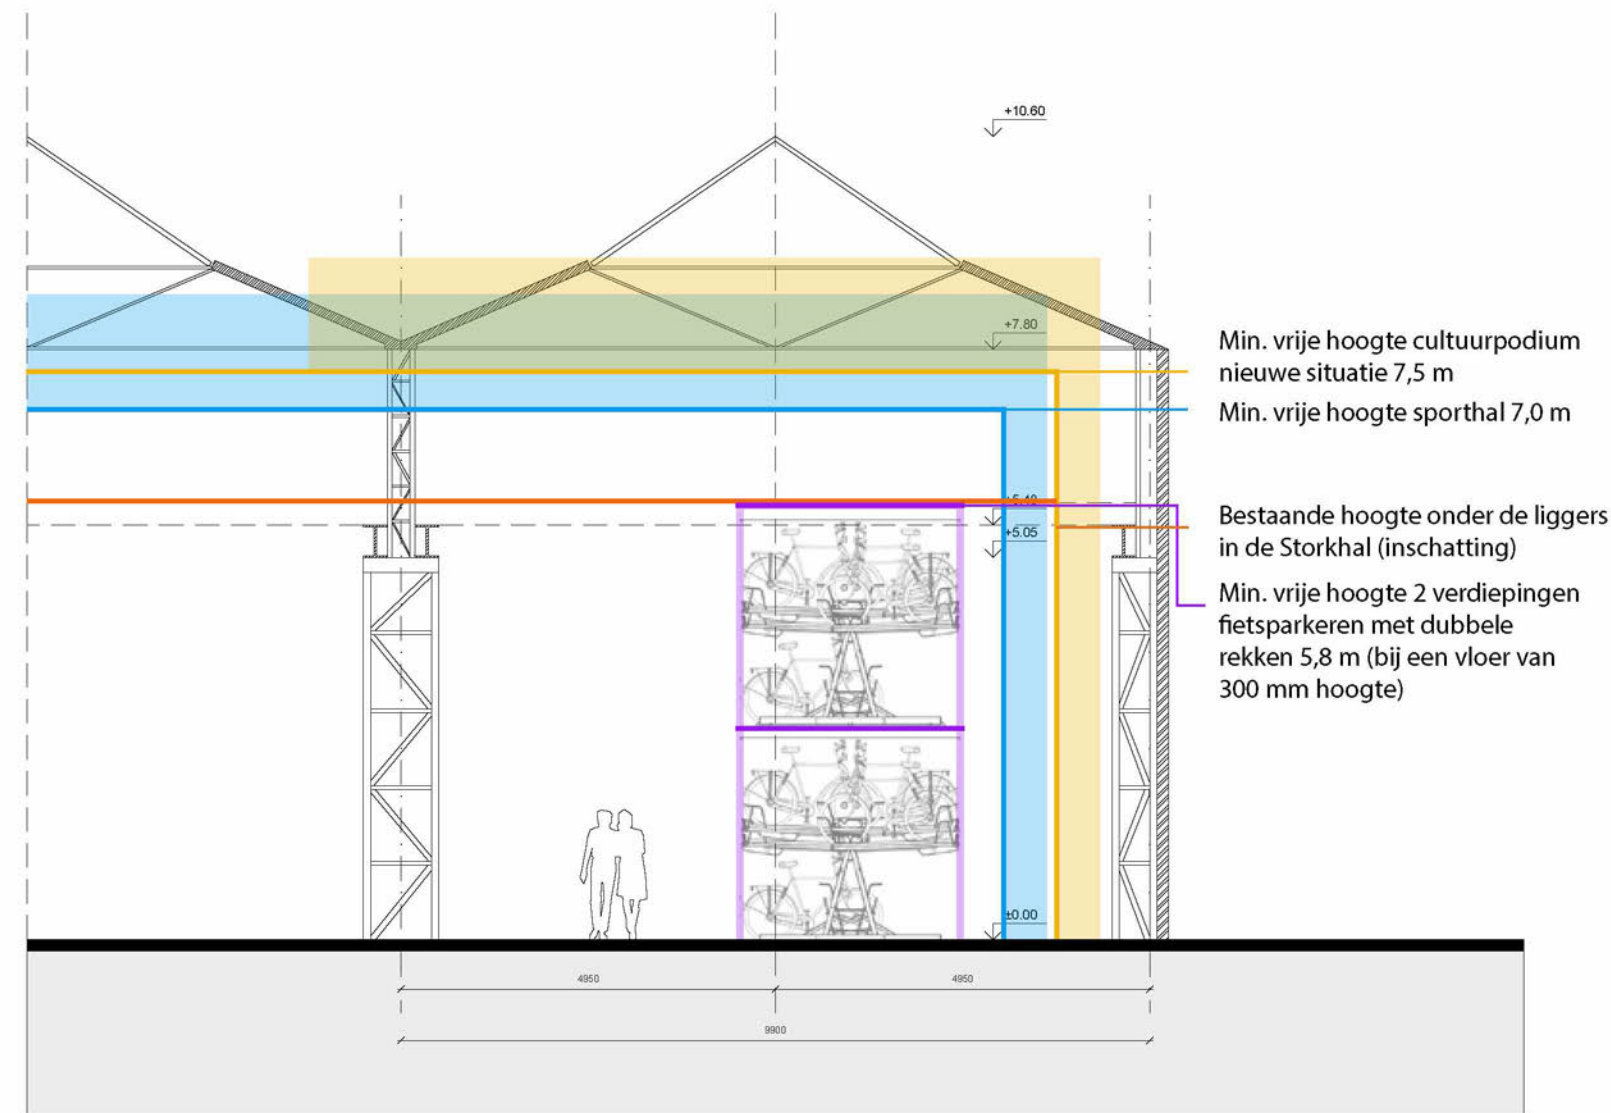 +10.60
+7.80
Min. vrije hoogte cultuurpodium
nieuwe situatie 7,5 m
Min. vrije hoogte sporthal 7,0 m
+5.05
Bestaande hoogte onder de liggers
in de Storkhal (inschatting)
Min. vrije hoogte 2 verdiepingen
fietsparkeren met dubbele
rekken 5,8 m (bij een vloer van
300 mm hoogte)
±0.00
4950
4950
9900